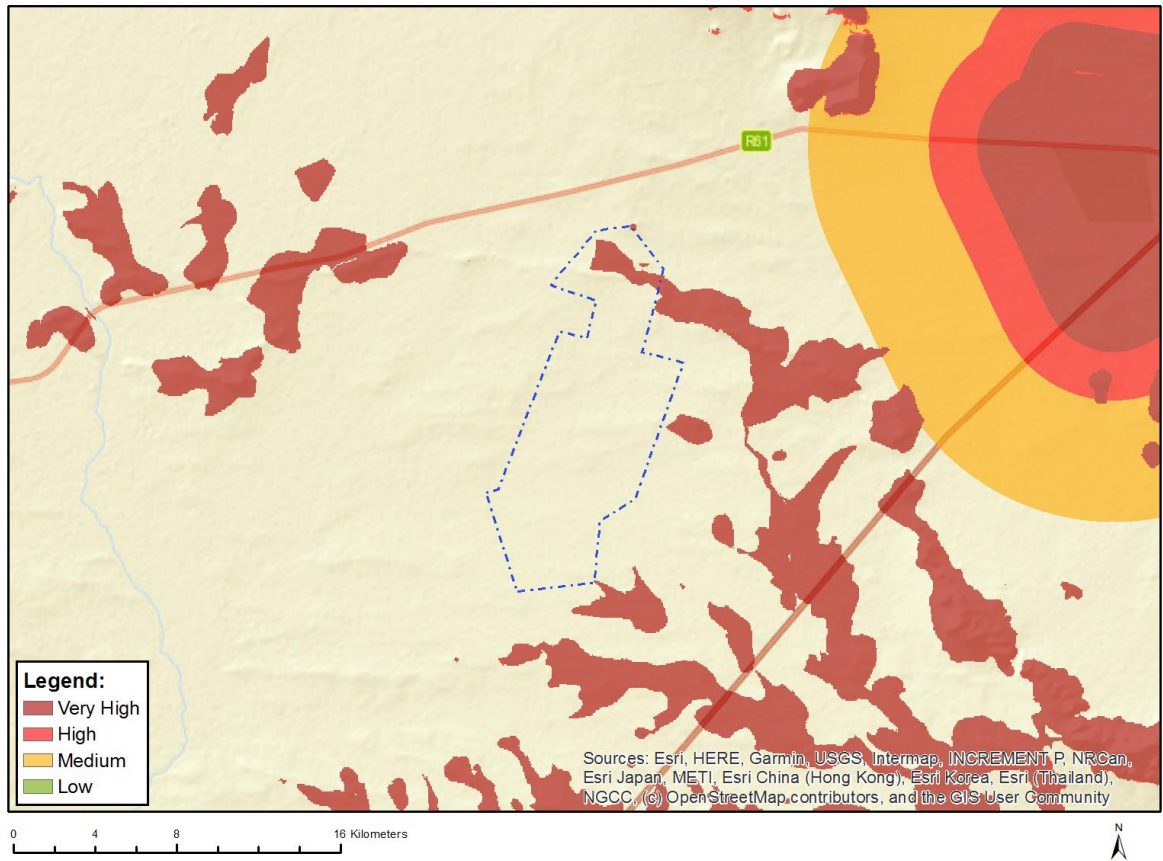 R61
Legend:
Very High
High
Medium
Low
Sources: Esri, HERE, Garmin, USGS, Intermap, INCREMENT P, NRCan,
Esri Japan, METI, Esri China (Hong Kong), Esri Korea, Esri (Thailand),
NGCC, (c) OpenStreetMap contributors, and the GIS User Community
0 4 8 16 Kilometers
N